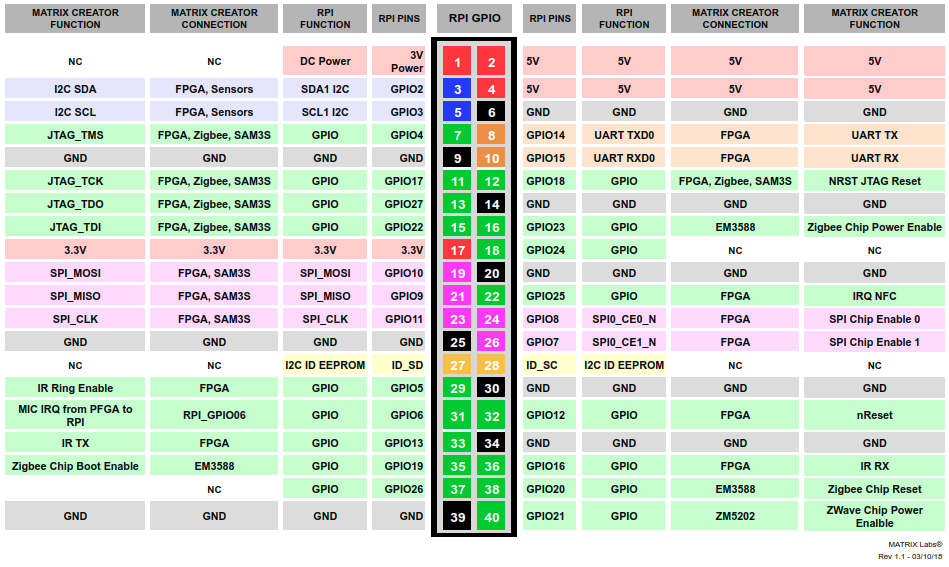 MATRIX CREATOR FUNCTION MATRIX CREATOR CONNECTION RPI FUNCTION RPI PINS RPI GPIO RPI PINS RPI FUNCTION MATRIX CREATOR CONNECTION MATRIX CREATOR FUNCTION
NC NC DC Power 3V Power 1 2 5V 5V 5V 5V
I2C SDA FPGA, Sensors SDA1 I2C GPIO2 3 4 5V 5V 5V 5V
I2C SCL FPGA, Sensors SCL1 I2C GPIO3 5 6 GND GND GND GND
JTAG_TMS FPGA, Zigbee, SAM3S GPIO GPIO4 7 8 GPIO14 UART TXD0 FPGA UART TX
GND GND GND GND 9 10 GPIO15 UART RXD0 FPGA UART RX
JTAG_TCK FPGA, Zigbee, SAM3S GPIO GPIO17 11 12 GPIO18 GPIO FPGA, Zigbee, SAM3S NRST JTAG Reset
JTAG_TDO FPGA, Zigbee, SAM3S GPIO GPIO27 13 14 GND GND GND GND
JTAG_TDI FPGA, Zigbee, SAM3S GPIO GPIO22 15 16 GPIO23 GPIO EM3588 Zigbee Chip Power Enable
3.3V 3.3V 3.3V 3.3V 17 18 GPIO24 GPIO NC NC
SPI_MOSI FPGA, SAM3S SPI_MOSI GPIO10 19 20 GND GND GND GND
SPI_MISO FPGA, SAM3S SPI_MISO GPIO9 21 22 GPIO25 GPIO FPGA IRQ NFC
SPI_CLK FPGA, SAM3S SPI_CLK GPIO11 23 24 GPIO8 SPI0_CE0_N FPGA SPI Chip Enable 0
GND GND GND GND 25 26 GPIO7 SPI0_CE1_N FPGA SPI Chip Enable 1
NC NC I2C ID EEPROM ID_SD 27 28 ID_SC I2C ID EEPROM NC NC
IR Ring Enable FPGA GPIO GPIO5 29 30 GND GND GND GND
MIC IRQ from PFGA to RPI RPI_GPIO06 GPIO GPIO6 31 32 GPIO12 GPIO FPGA nReset
IR TX FPGA GPIO GPIO13 33 34 GND GND GND GND
Zigbee Chip Boot Enable EM3588 GPIO GPIO19 35 36 GPIO16 GPIO FPGA IR RX
NC GPIO GPIO26 37 38 GPIO20 GPIO EM3588 Zigbee Chip Reset
GND GND GND GND 39 40 GPIO21 GPIO ZM5202 ZWave Chip Power Enalble
MATRIX Labs®
Rev 1.1 - 03/10/18